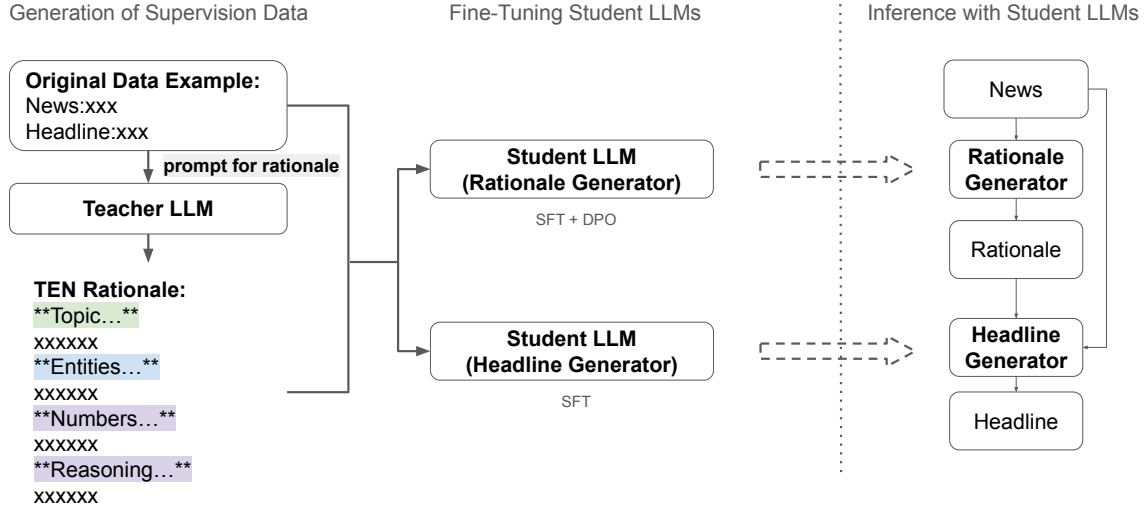 Generation of Supervision Data
Fine-Tuning Student LLMs
Inference with Student LLMs
Original Data Example:
News:xxx
Headline:xxx
prompt for rationale
Teacher LLM
TEN Rationale:
**Topic…**
xxxxxx
**Entities…**
xxxxxx
**Numbers…**
xxxxxx
**Reasoning…**
xxxxxx
Student LLM
(Rationale Generator)
SFT + DPO
Student LLM
(Headline Generator)
SFT
News
Rationale
Generator
Rationale
Headline
Generator
Headline